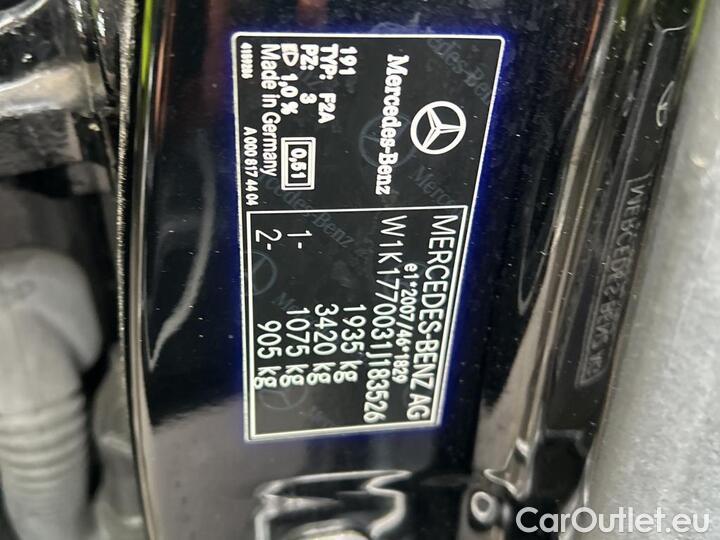 Mercedes-Benz
MERCEDES-BENZ AG
e1*2007/46*1829
W1K1770031J183526
1935 kg
3420 kg
1- 1075 kg
2- 905 kg
191
TYP: F2A
PZ: 3
1,0 % 0,51
Made in Germany
A 000 817 44 04
CarOutlet.eu